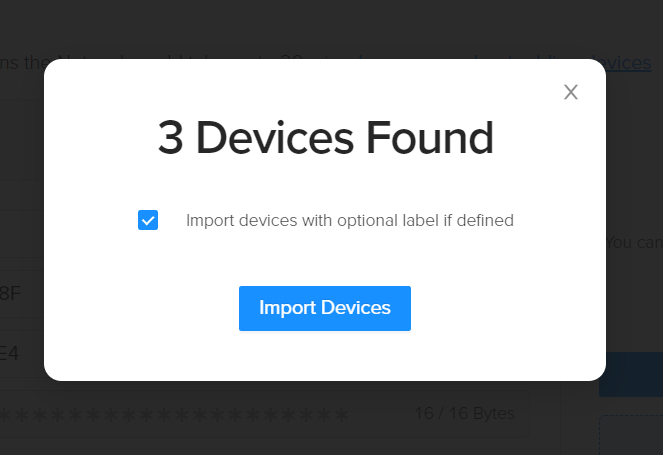 ns the
evices
X
3 Devices Found
Import devices with optional label if defined
You can
8F
Import Devices
E4
******************** 16 / 16 Bytes